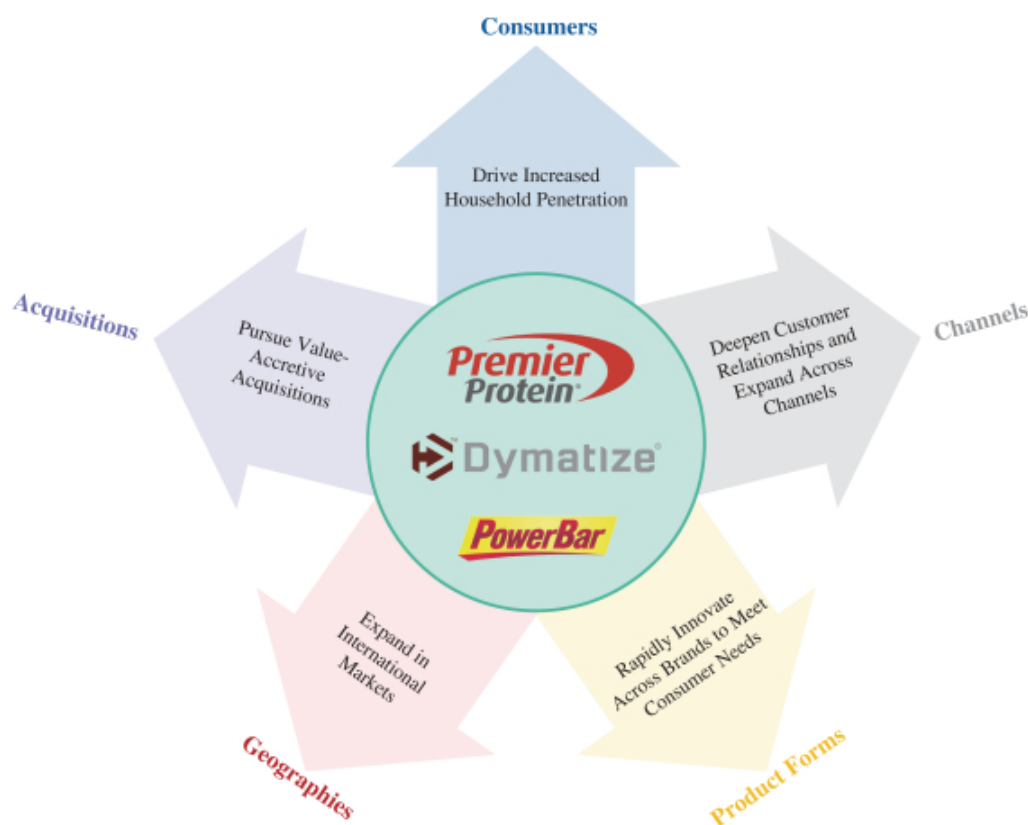 Consumers
Drive Increased
Household Penetration
Acquisitions
Pursue Value-
Accretive
Acquisitions
Channels
Deepen Customer
Relationships and
Expand Across
Channels
Premier
Protein®
Dymatize®
PowerBar
Geographies
Expand in
International
Markets
Product Forms
Rapidly Innovate
Across Brands to Meet
Consumer Needs